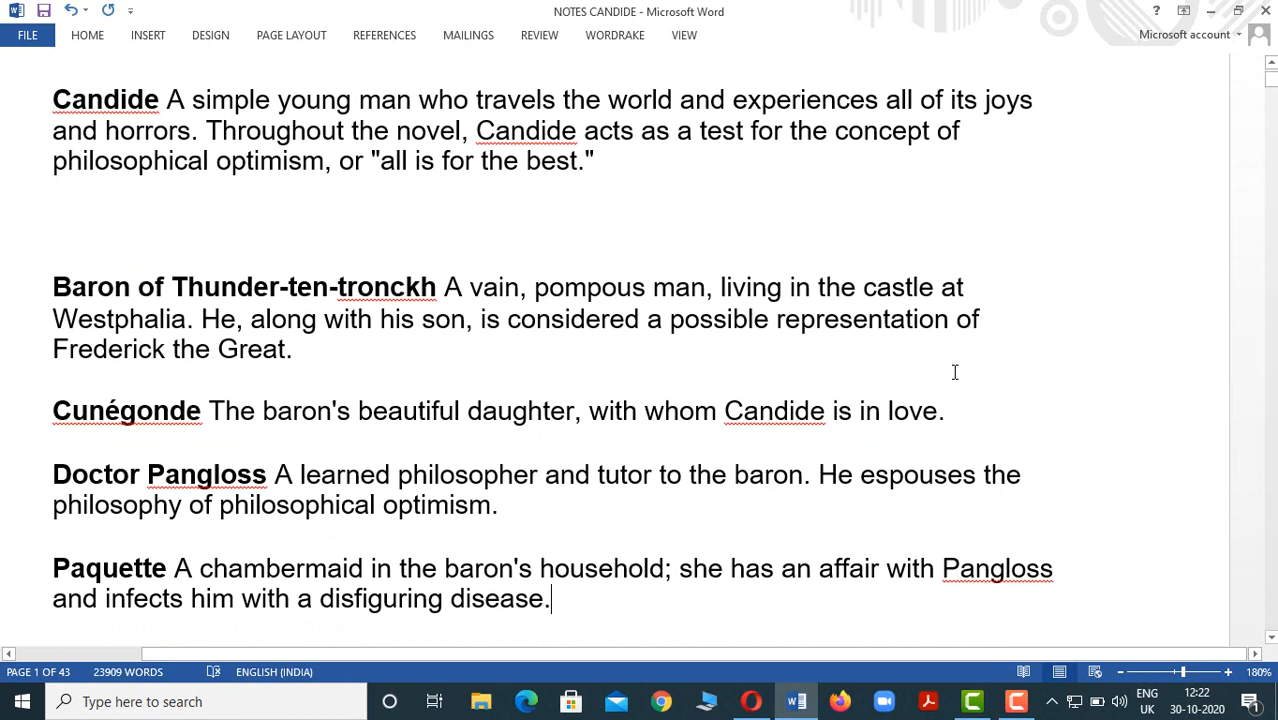 NOTES CANDIDE - Microsoft Word
?
FILE HOME INSERT DESIGN PAGE LAYOUT REFERENCES MAILINGS REVIEW WORDRAKE VIEW Microsoft account
Candide A simple young man who travels the world and experiences all of its joys
and horrors. Throughout the novel, Candide acts as a test for the concept of
philosophical optimism, or "all is for the best."
Baron of Thunder-ten-tronckh A vain, pompous man, living in the castle at
Westphalia. He, along with his son, is considered a possible representation of
Frederick the Great.
Cunégonde The baron's beautiful daughter, with whom Candide is in love.
Doctor Pangloss A learned philosopher and tutor to the baron. He espouses the
philosophy of philosophical optimism.
Paquette A chambermaid in the baron's household; she has an affair with Pangloss
and infects him with a disfiguring disease.
PAGE 1 OF 43 23909 WORDS ENGLISH (INDIA) 180%
Type here to search
ENG 12:22
UK 30-10-2020 1